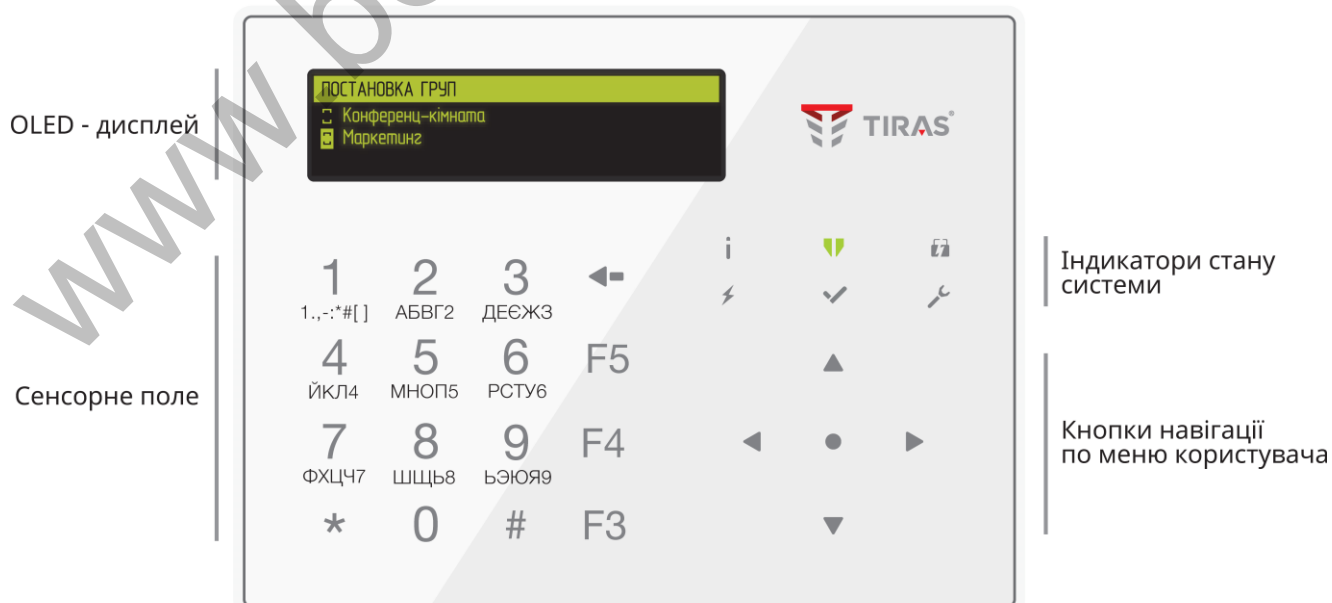 www.b
OLED - дисплей
ПОСТАНОВКА ГРУП
Конференц-кімната
Маркетинг
TIRAS®
Індикатори стану
системи
1 2 3
1.,-:*#[ ] АБВГ2 ДЕЄЖЗ
4 5 6 F5
ЙКЛ4 МНОП5 РСТУ6
Сенсорне поле
7 8 9 F4
ФХЦЧ7 ШЩЬ8 ЬЭЮЯ9
* 0 # F3
Кнопки навігації
по меню користувача